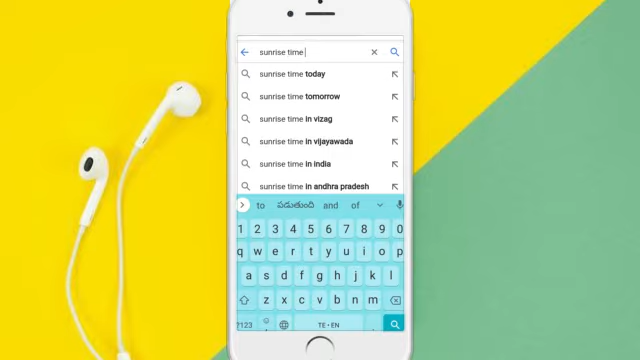 sunrise time
sunrise time today
sunrise time tomorrow
sunrise time in vizag
sunrise time in vijayawada
sunrise time in india
sunrise time in andhra pradesh
to పడుతుంది and of
1 2 3 4 5 6 7 8 9 0
q w e r t y u i o p
a s d f g h j k l
z x c v b n m
?123 TE • EN .